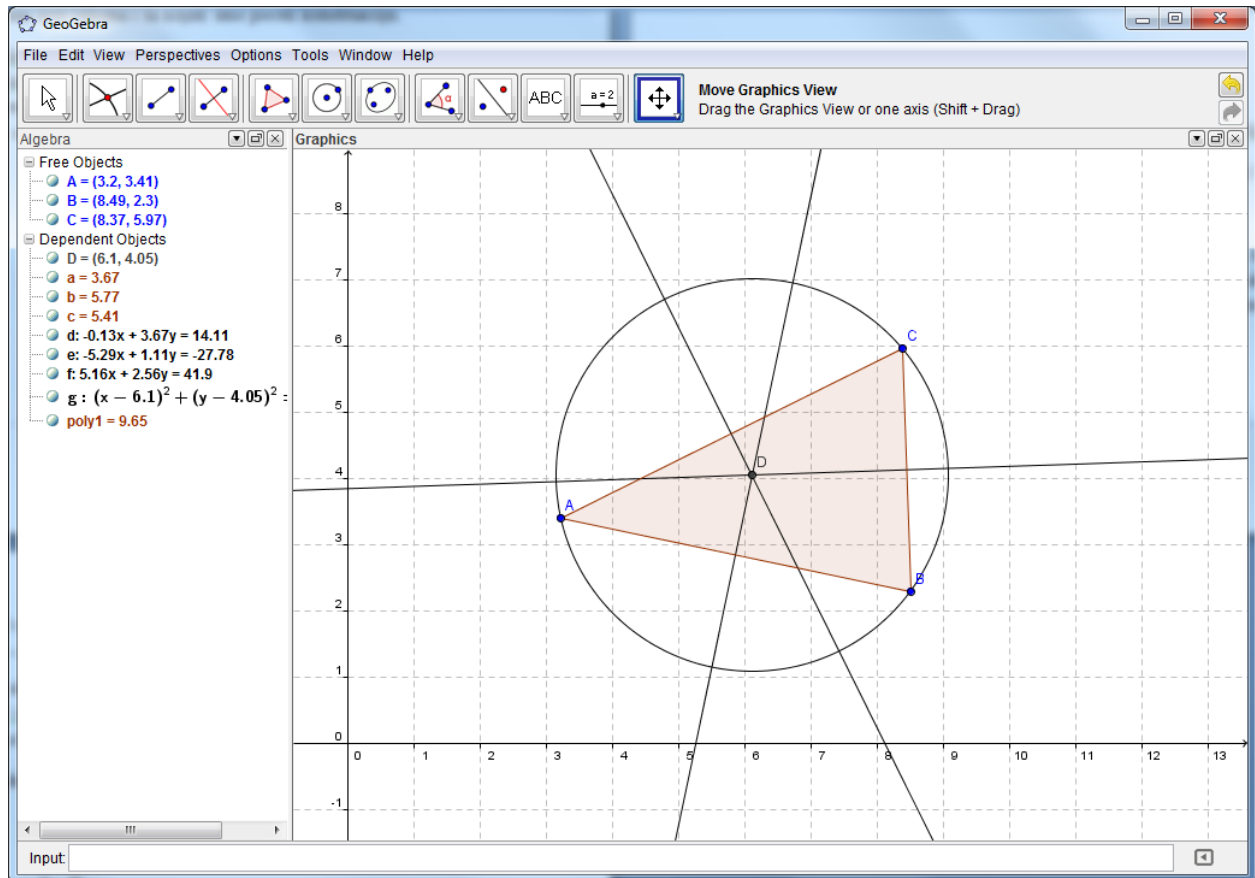 GeoGebra
File Edit View Perspectives Options Tools Window Help
ABC
a = 2
α
Move Graphics View
Drag the Graphics View or one axis (Shift + Drag)
Algebra
Free Objects
A = (3.2, 3.41)
B = (8.49, 2.3)
C = (8.37, 5.97)
Dependent Objects
D = (6.1, 4.05)
a = 3.67
b = 5.77
c = 5.41
d: -0.13x + 3.67y = 14.11
e: -5.29x + 1.11y = -27.78
f: 5.16x + 2.56y = 41.9
g : (x − 6.1)² + (y − 4.05)² =
poly1 = 9.65
Graphics
8
7
6
5
4
3
2
1
0
-1
0 1 2 3 4 5 6 7 8 9 10 11 12 13
C
D
A
B
Input: